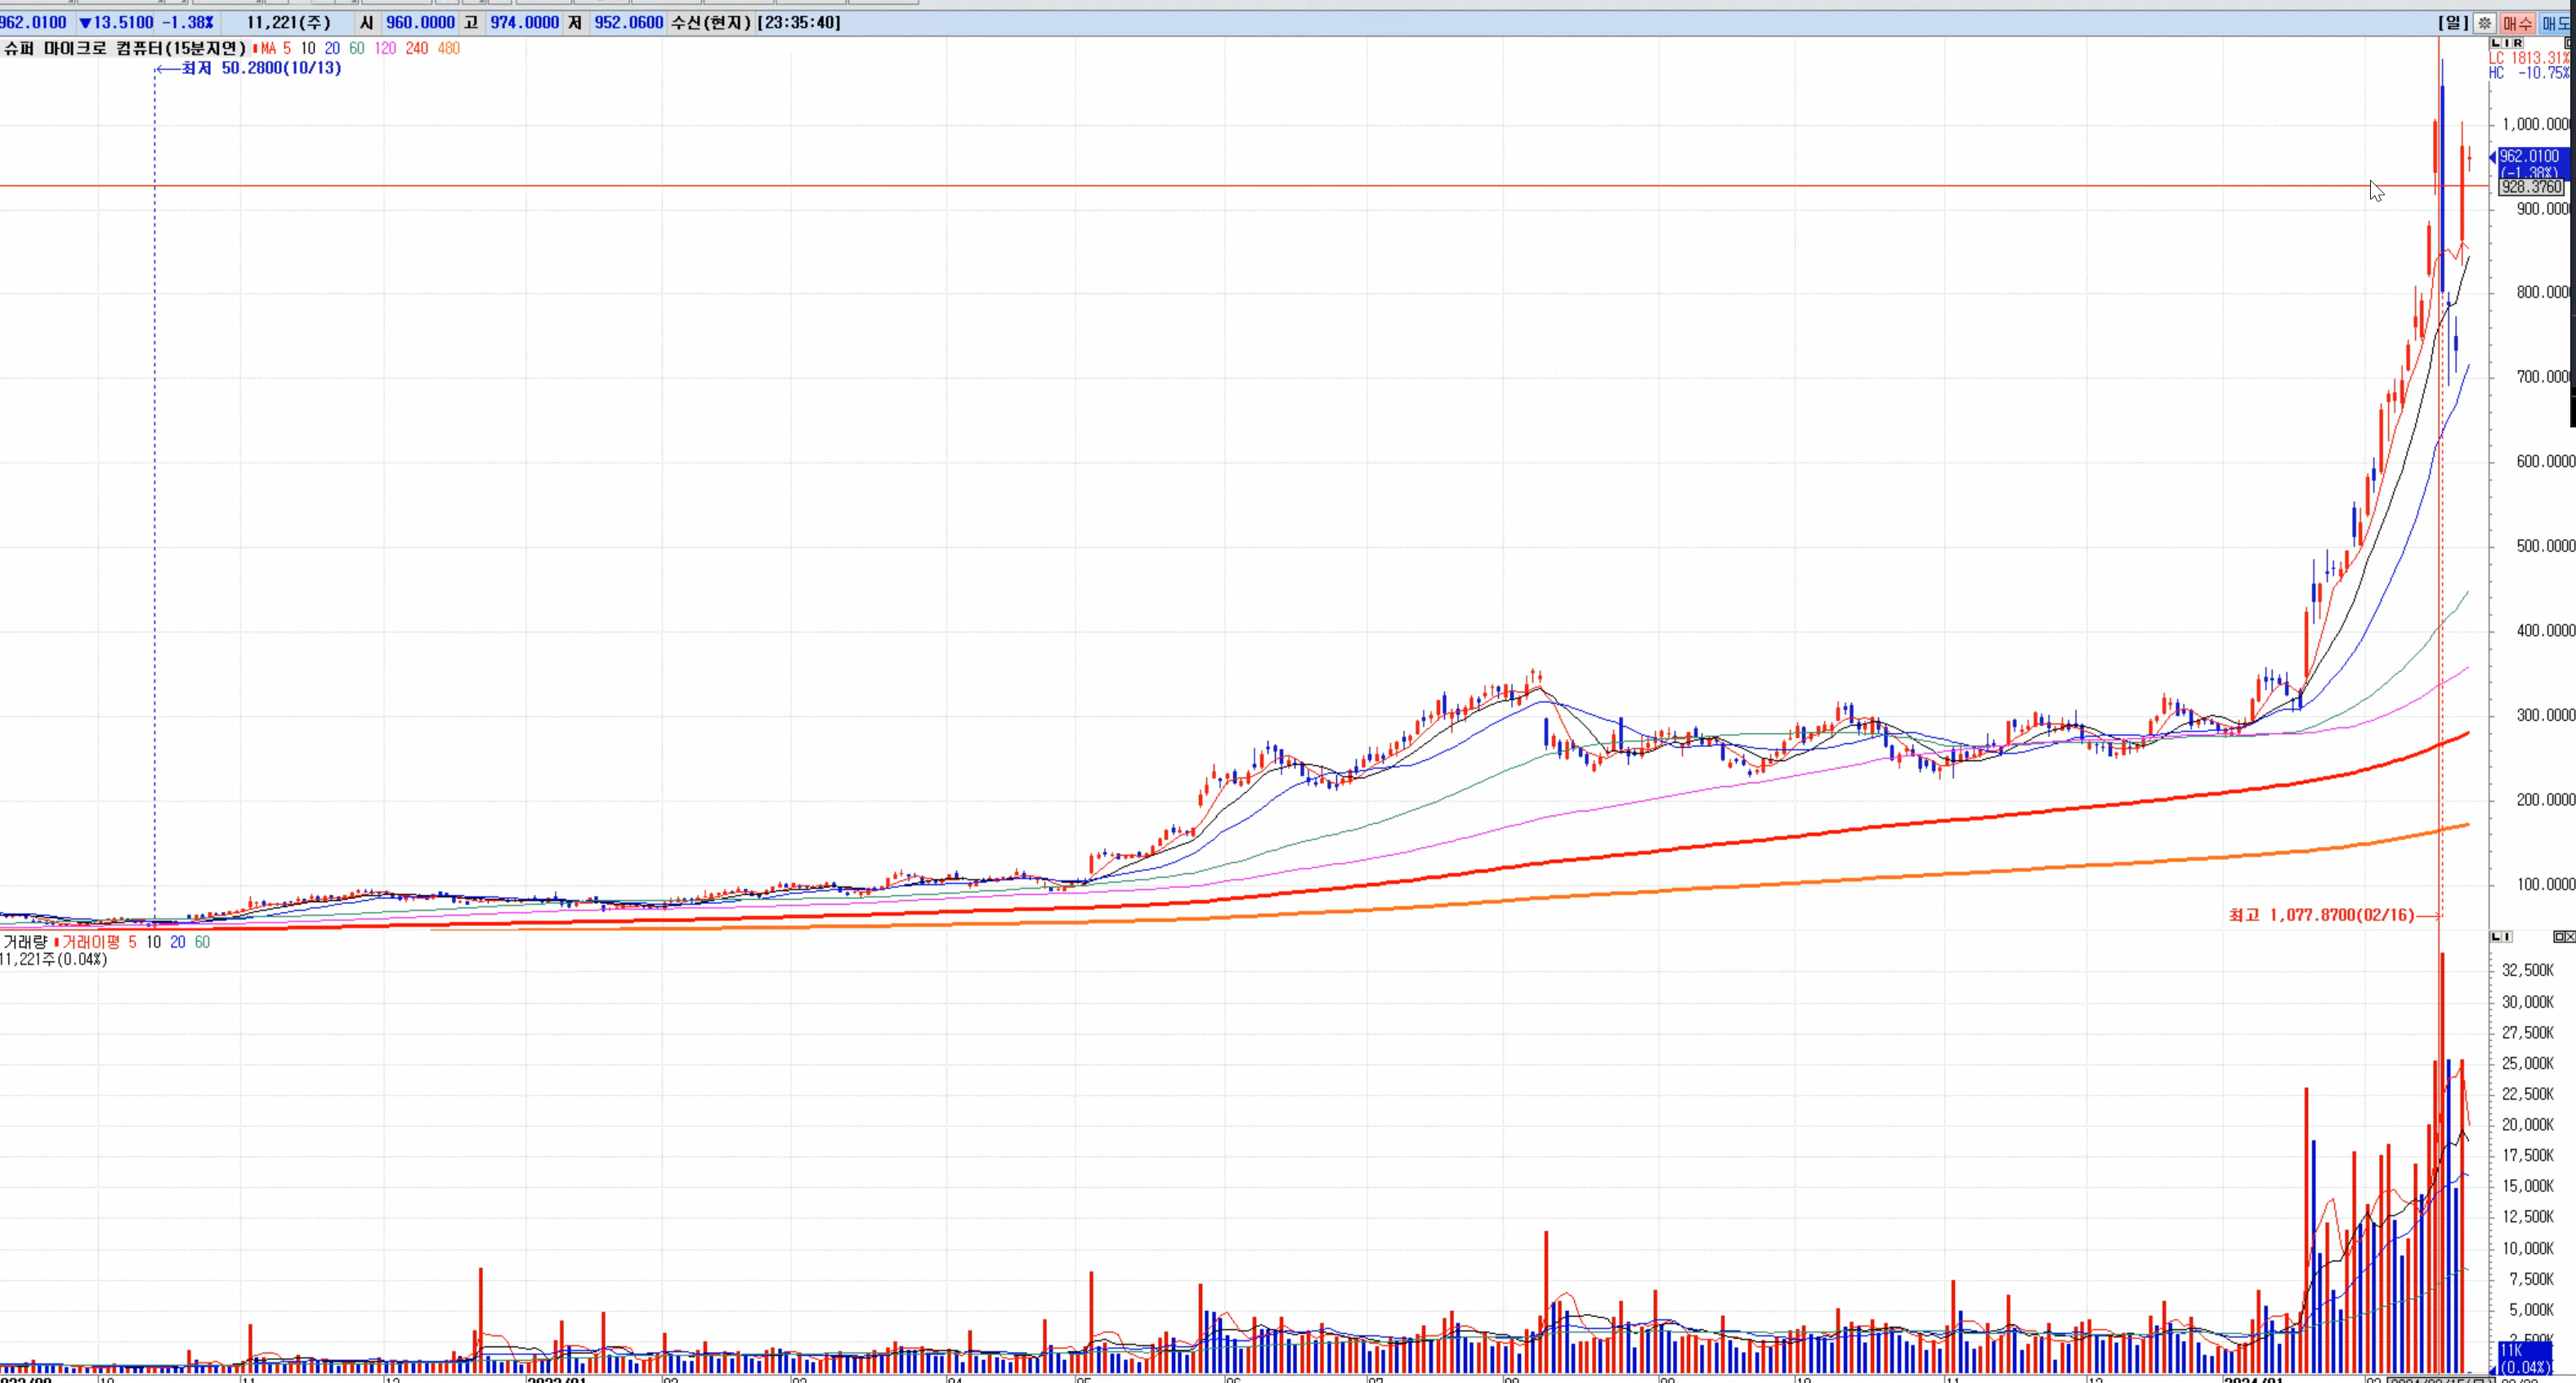 962.0100 ▼13.5100 -1.38% 11,221(주) 시 960.0000 고 974.0000 저 952.0600 수신(현지) [23:35:40] [일] 매수 매도
슈퍼 마이크로 컴퓨터(15분지연) MA 5 10 20 60 120 240 480
L I R
←최저 50.2800(10/13)
LC 1813.31%
HC -10.75%
1,000.0000
962.0100
(-1.38%)
928.3760
900.0000
800.0000
700.0000
600.0000
500.0000
400.0000
300.0000
200.0000
100.0000
최고 1,077.8700(02/16)→
거래량 거래이평 5 10 20 60
L I
11,221주(0.04%)
32,500K
30,000K
27,500K
25,000K
22,500K
20,000K
17,500K
15,000K
12,500K
10,000K
7,500K
5,000K
2,500K
11K
(0.04%)